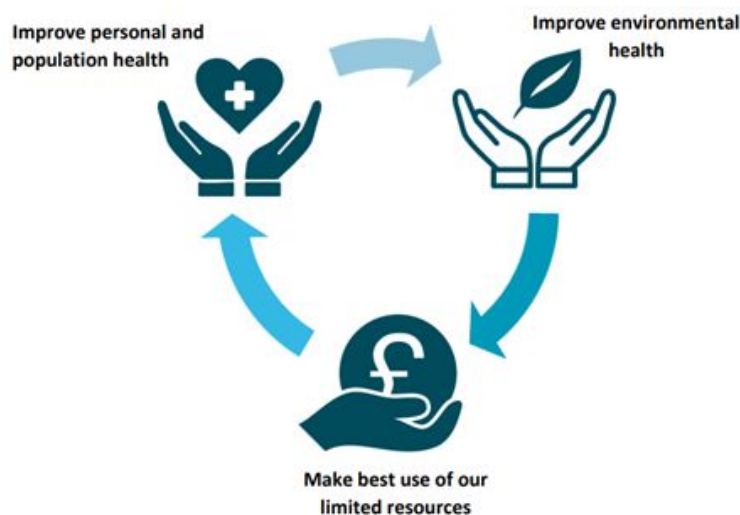 Improve personal and
population health
Improve environmental
health
£
Make best use of our
limited resources